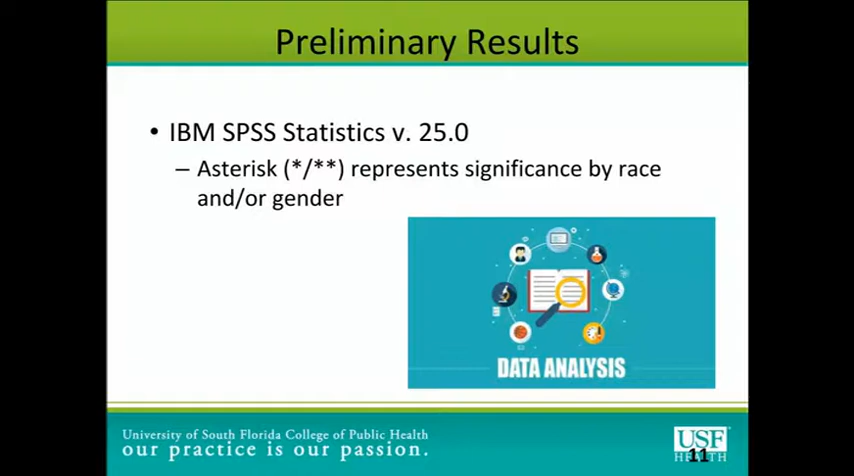 Preliminary Results
• IBM SPSS Statistics v. 25.0
– Asterisk (*/**) represents significance by race
and/or gender
DATA ANALYSIS
University of South Florida College of Public Health
our practice is our passion.
USF
HEALTH
11